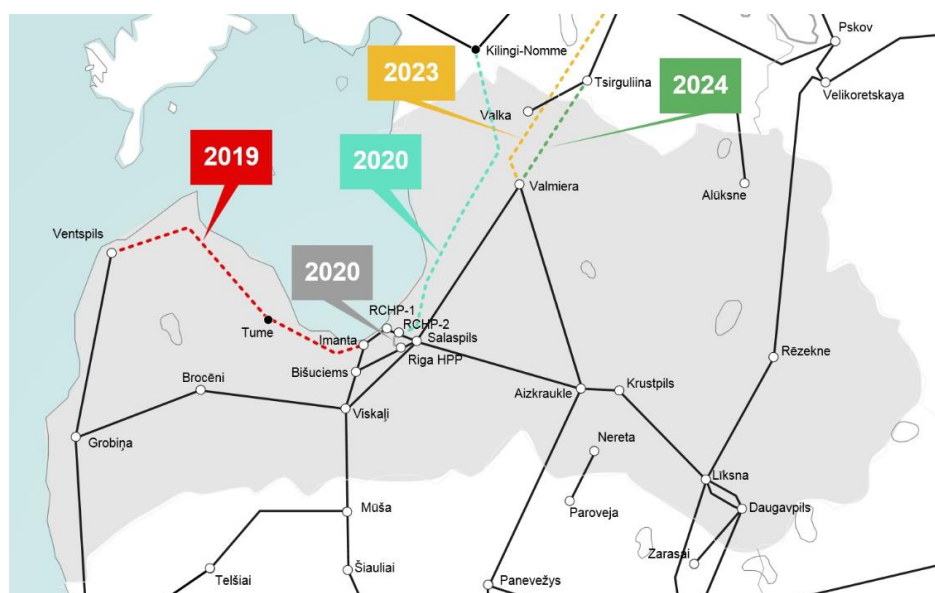 Pskov
Kilingi-Nomme
2023
Tsirguliina
Velikoretskaya
2024
Valka
2019
2020
Valmiera
Alūksne
Ventspils
2020
RCHP-1
RCHP-2
Tume
Imanta
Salaspils
Riga HPP
Rēzekne
Bišuciems
Brocēni
Aizkraukle
Krustpils
Viskaļi
Grobiņa
Nereta
Līksna
Mūša
Paroveja
Daugavpils
Zarasai
Telšiai
Šiauliai
Panevėžys